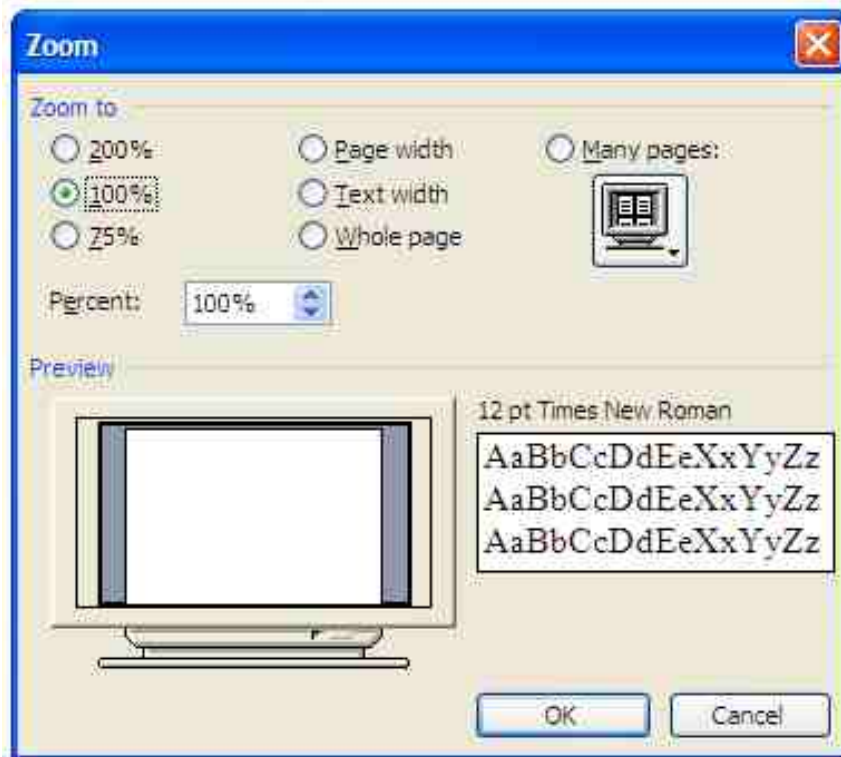 Zoom
Zoom to
200% Page width Many pages:
100% Text width
75% Whole page
Percent: 100%
Preview
12 pt Times New Roman
AaBbCcDdEeXxYyZz
AaBbCcDdEeXxYyZz
AaBbCcDdEeXxYyZz
OK Cancel